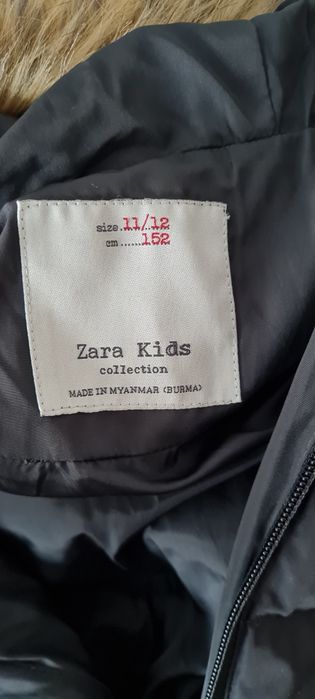 size.11/12
cm......152
Zara Kids
collection
MADE IN MYANMAR (BURMA)